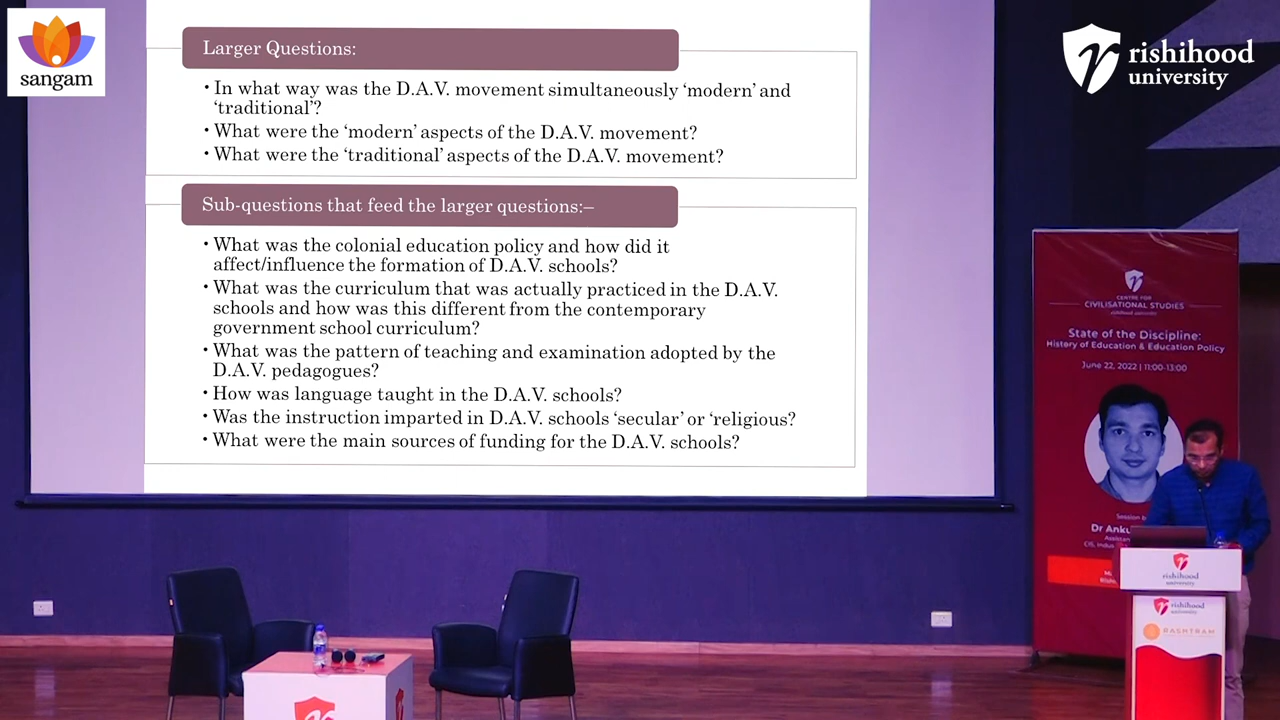 sangam
rishihood
university
Larger Questions:
• In what way was the D.A.V. movement simultaneously ‘modern’ and
‘traditional’?
• What were the ‘modern’ aspects of the D.A.V. movement?
• What were the ‘traditional’ aspects of the D.A.V. movement?
Sub-questions that feed the larger questions:–
• What was the colonial education policy and how did it
affect/influence the formation of D.A.V. schools?
• What was the curriculum that was actually practiced in the D.A.V.
schools and how was this different from the contemporary
government school curriculum?
• What was the pattern of teaching and examination adopted by the
D.A.V. pedagogues?
• How was language taught in the D.A.V. schools?
• Was the instruction imparted in D.A.V. schools ‘secular’ or ‘religious?
• What were the main sources of funding for the D.A.V. schools?
CENTRE FOR
CIVILISATIONAL STUDIES
State of the Discipline:
History of Education & Education Policy
June 22, 2022 | 11:00-13:00
Session
Dr
rishihood
university
rishihood
university
RASHTRAM